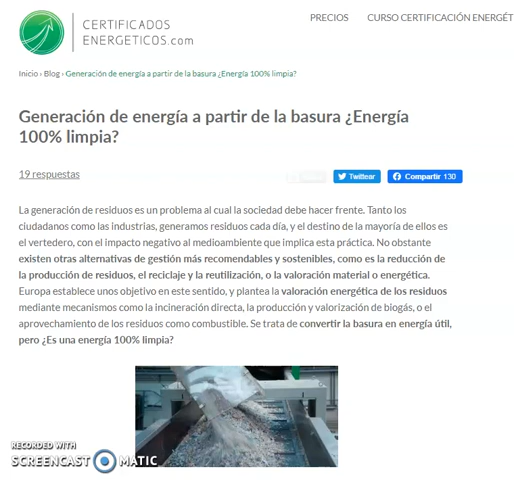 CERTIFICADOS
ENERGETICOS.com
PRECIOS CURSO CERTIFICACIÓN ENERGÉT
Inicio › Blog › Generación de energía a partir de la basura ¿Energía 100% limpia?
Generación de energía a partir de la basura ¿Energía
100% limpia?
19 respuestas
Twittear
Compartir 130
La generación de residuos es un problema al cual la sociedad debe hacer frente. Tanto los
ciudadanos como las industrias, generamos residuos cada día, y el destino de la mayoría de ellos es
el vertedero, con el impacto negativo al medioambiente que implica esta práctica. No obstante
existen otras alternativas de gestión más recomendables y sostenibles, como es la reducción de
la producción de residuos, el reciclaje y la reutilización, o la valoración material o energética.
Europa establece unos objetivo en este sentido, y plantea la valoración energética de los residuos
mediante mecanismos como la incineración directa, la producción y valorización de biogás, o el
aprovechamiento de los residuos como combustible. Se trata de convertir la basura en energía útil,
pero ¿Es una energía 100% limpia?
RECORDED WITH
SCREENCAST MATIC